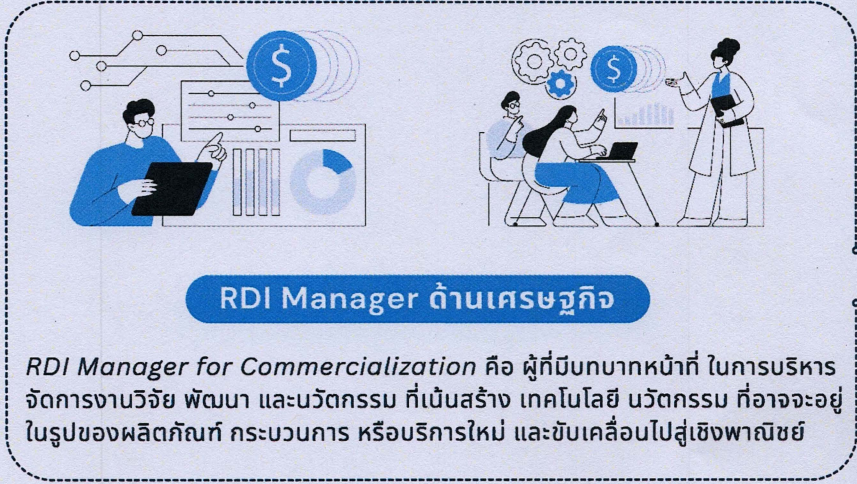 $
$
RDI Manager ด้านเศรษฐกิจ
RDI Manager for Commercialization คือ ผู้ที่มีบทบาทหน้าที่ ในการบริหาร
จัดการงานวิจัย พัฒนา และนวัตกรรม ที่เน้นสร้าง เทคโนโลยี นวัตกรรม ที่อาจจะอยู่
ในรูปของผลิตภัณฑ์ กระบวนการ หรือบริการใหม่ และขับเคลื่อนไปสู่เชิงพาณิชย์